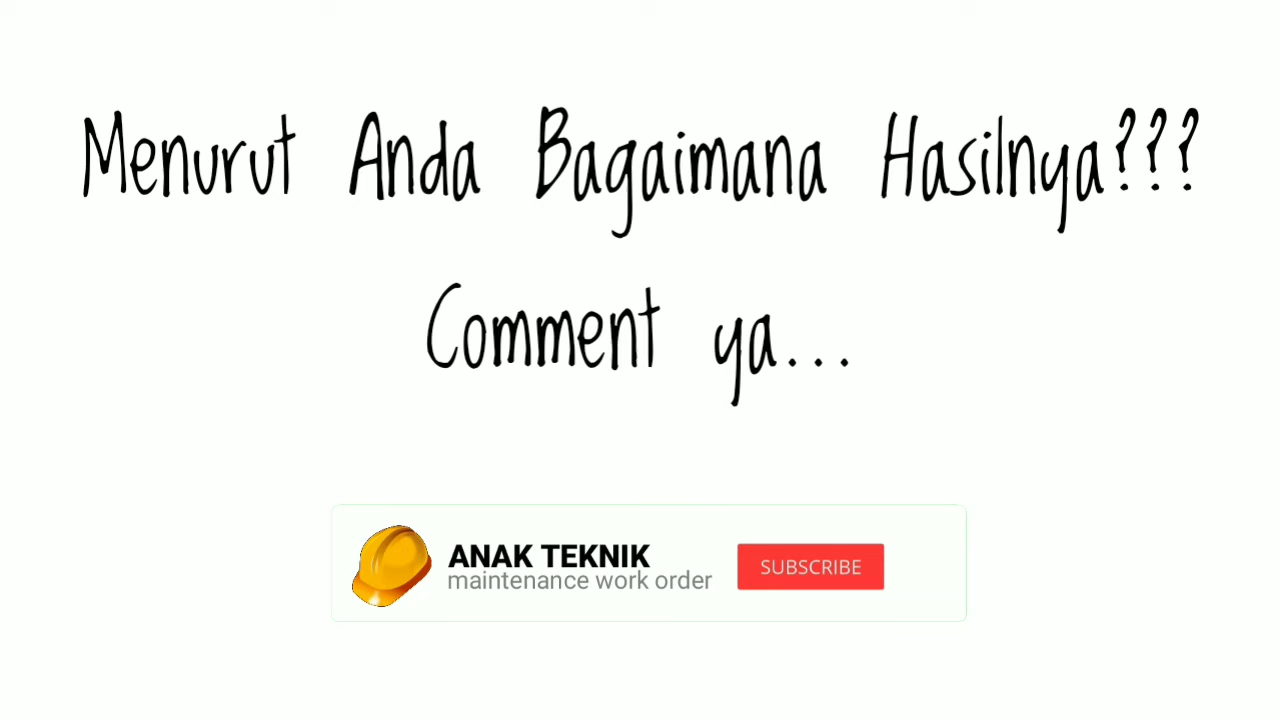 Menurut Anda Bagaimana Hasilnya???
Comment ya...
ANAK TEKNIK
maintenance work order
SUBSCRIBE